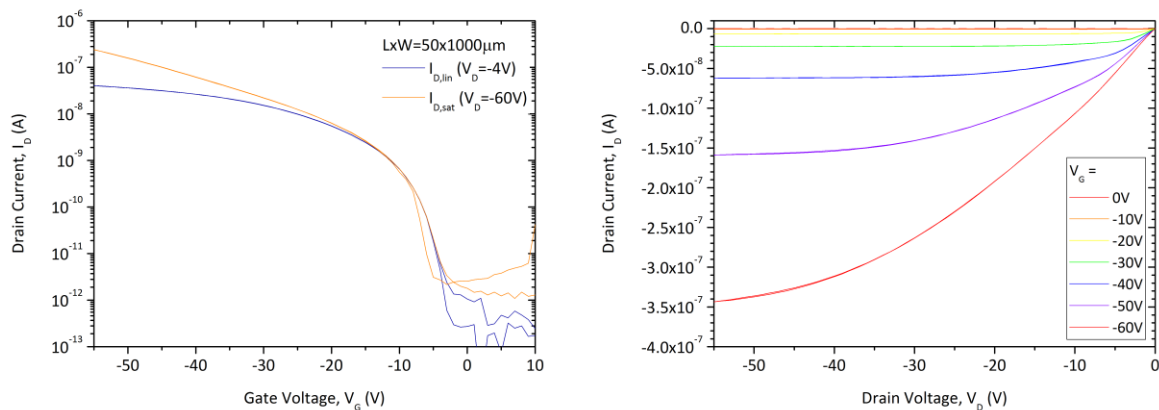 10⁻⁶
10⁻⁷
10⁻⁸
10⁻⁹
10⁻¹⁰
10⁻¹¹
10⁻¹²
10⁻¹³
Drain Current, I_D (A)
LxW=50x1000μm
I_D,lin (V_D=-4V)
I_D,sat (V_D=-60V)
-50 -40 -30 -20 -10 0 10
Gate Voltage, V_G (V)
0.0
-5.0x10⁻⁸
-1.0x10⁻⁷
-1.5x10⁻⁷
-2.0x10⁻⁷
-2.5x10⁻⁷
-3.0x10⁻⁷
-3.5x10⁻⁷
-4.0x10⁻⁷
Drain Current, I_D (A)
V_G =
0V
-10V
-20V
-30V
-40V
-50V
-60V
-50 -40 -30 -20 -10 0
Drain Voltage, V_D (V)